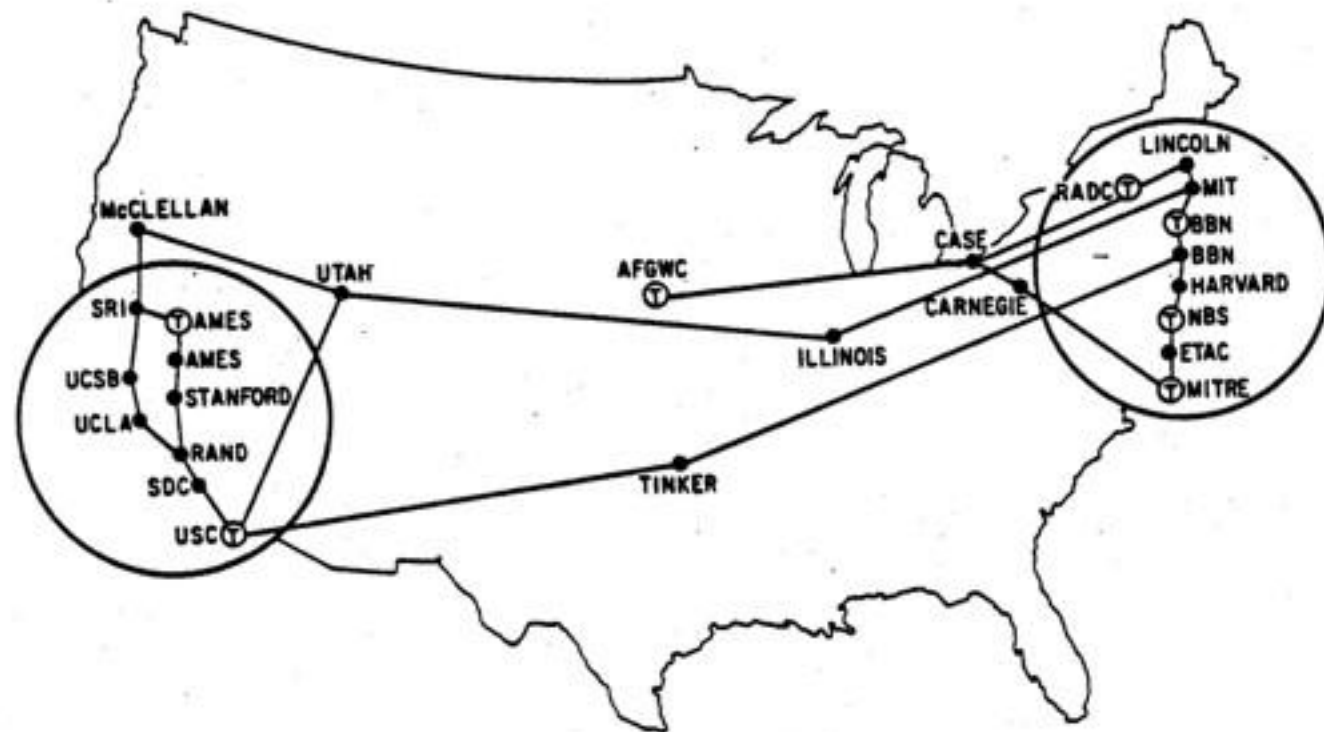 LINCOLN
RADC T
MIT
McCLELLAN
T BBN
CASE
BBN
UTAH
AFGWC
T
HARVARD
CARNEGIE
SRI
T AMES
T NBS
ILLINOIS
AMES
ETAC
UCSB
STANFORD
T MITRE
UCLA
RAND
SDC
TINKER
USC T